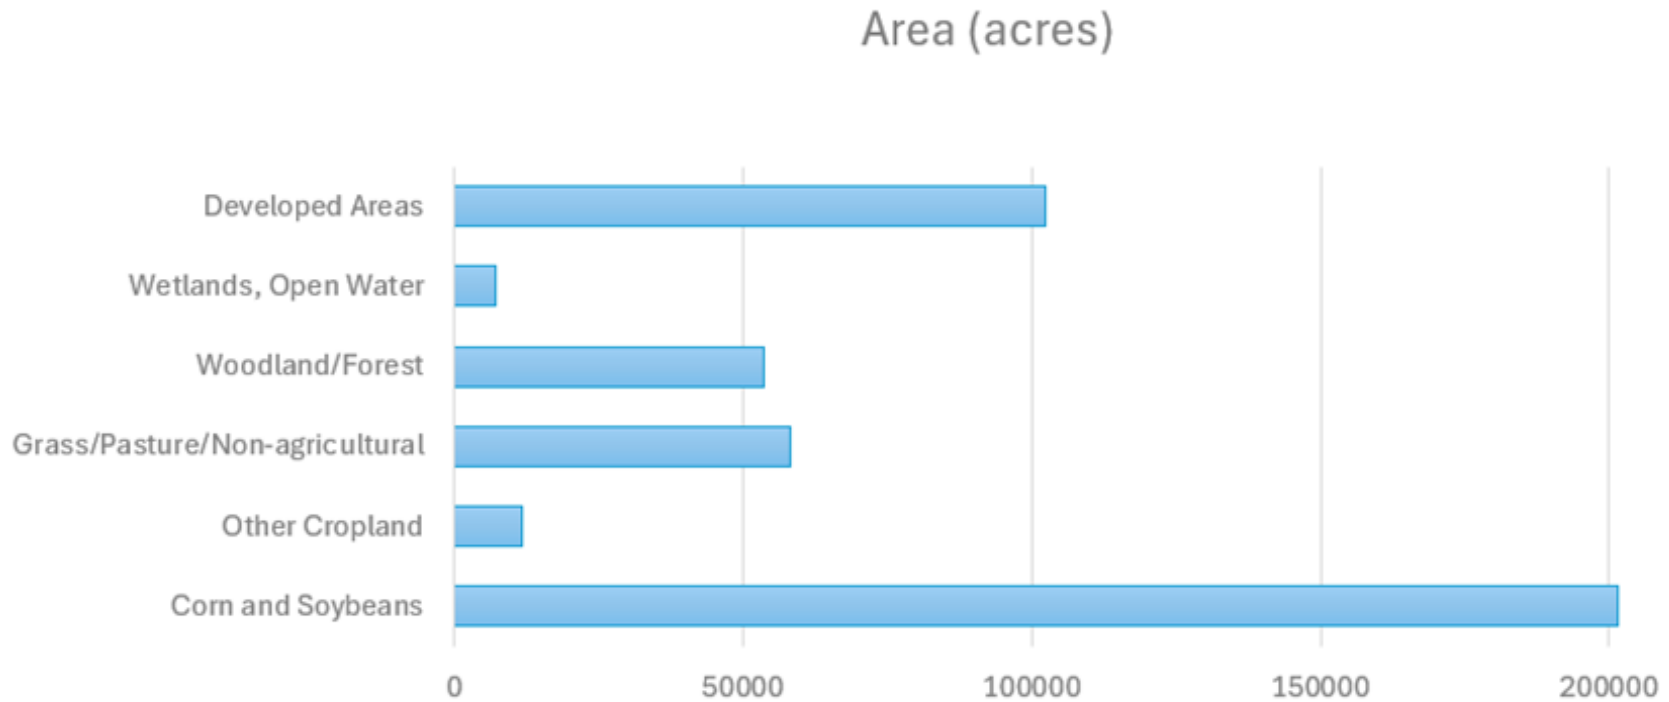 Area (acres)
Developed Areas
Wetlands, Open Water
Woodland/Forest
Grass/Pasture/Non-agricultural
Other Cropland
Corn and Soybeans
0 50000 100000 150000 200000